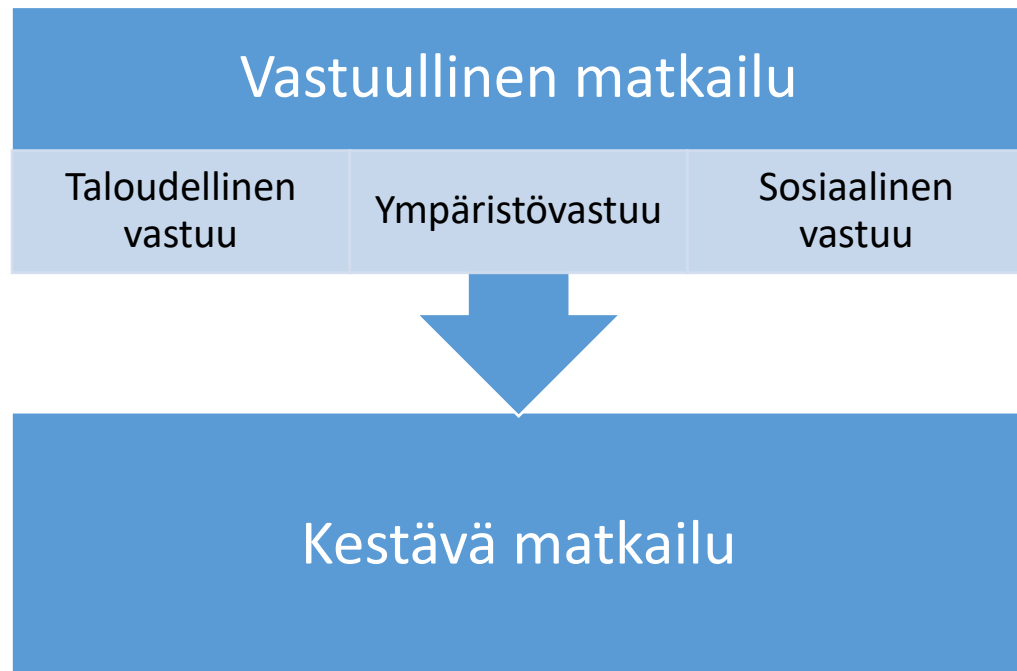 Vastuullinen matkailu
Taloudellinen
vastuu
Ympäristövastuu
Sosiaalinen
vastuu
Kestävä matkailu